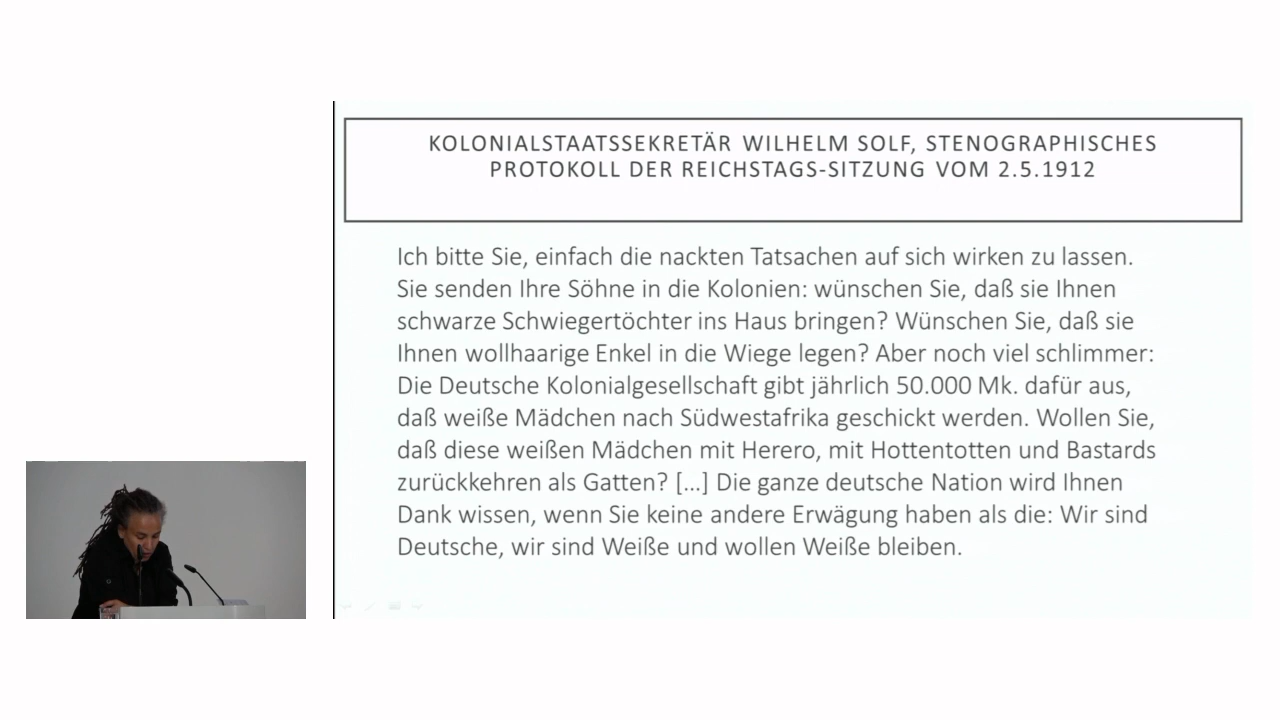 KOLONIALSTAATSSEKRETÄR WILHELM SOLF, STENOGRAPHISCHES
PROTOKOLL DER REICHSTAGS-SITZUNG VOM 2.5.1912
Ich bitte Sie, einfach die nackten Tatsachen auf sich wirken zu lassen.
Sie senden Ihre Söhne in die Kolonien: wünschen Sie, daß sie Ihnen
schwarze Schwiegertöchter ins Haus bringen? Wünschen Sie, daß sie
Ihnen wollhaarige Enkel in die Wiege legen? Aber noch viel schlimmer:
Die Deutsche Kolonialgesellschaft gibt jährlich 50.000 Mk. dafür aus,
daß weiße Mädchen nach Südwestafrika geschickt werden. Wollen Sie,
daß diese weißen Mädchen mit Herero, mit Hottentotten und Bastards
zurückkehren als Gatten? [...] Die ganze deutsche Nation wird Ihnen
Dank wissen, wenn Sie keine andere Erwägung haben als die: Wir sind
Deutsche, wir sind Weiße und wollen Weiße bleiben.